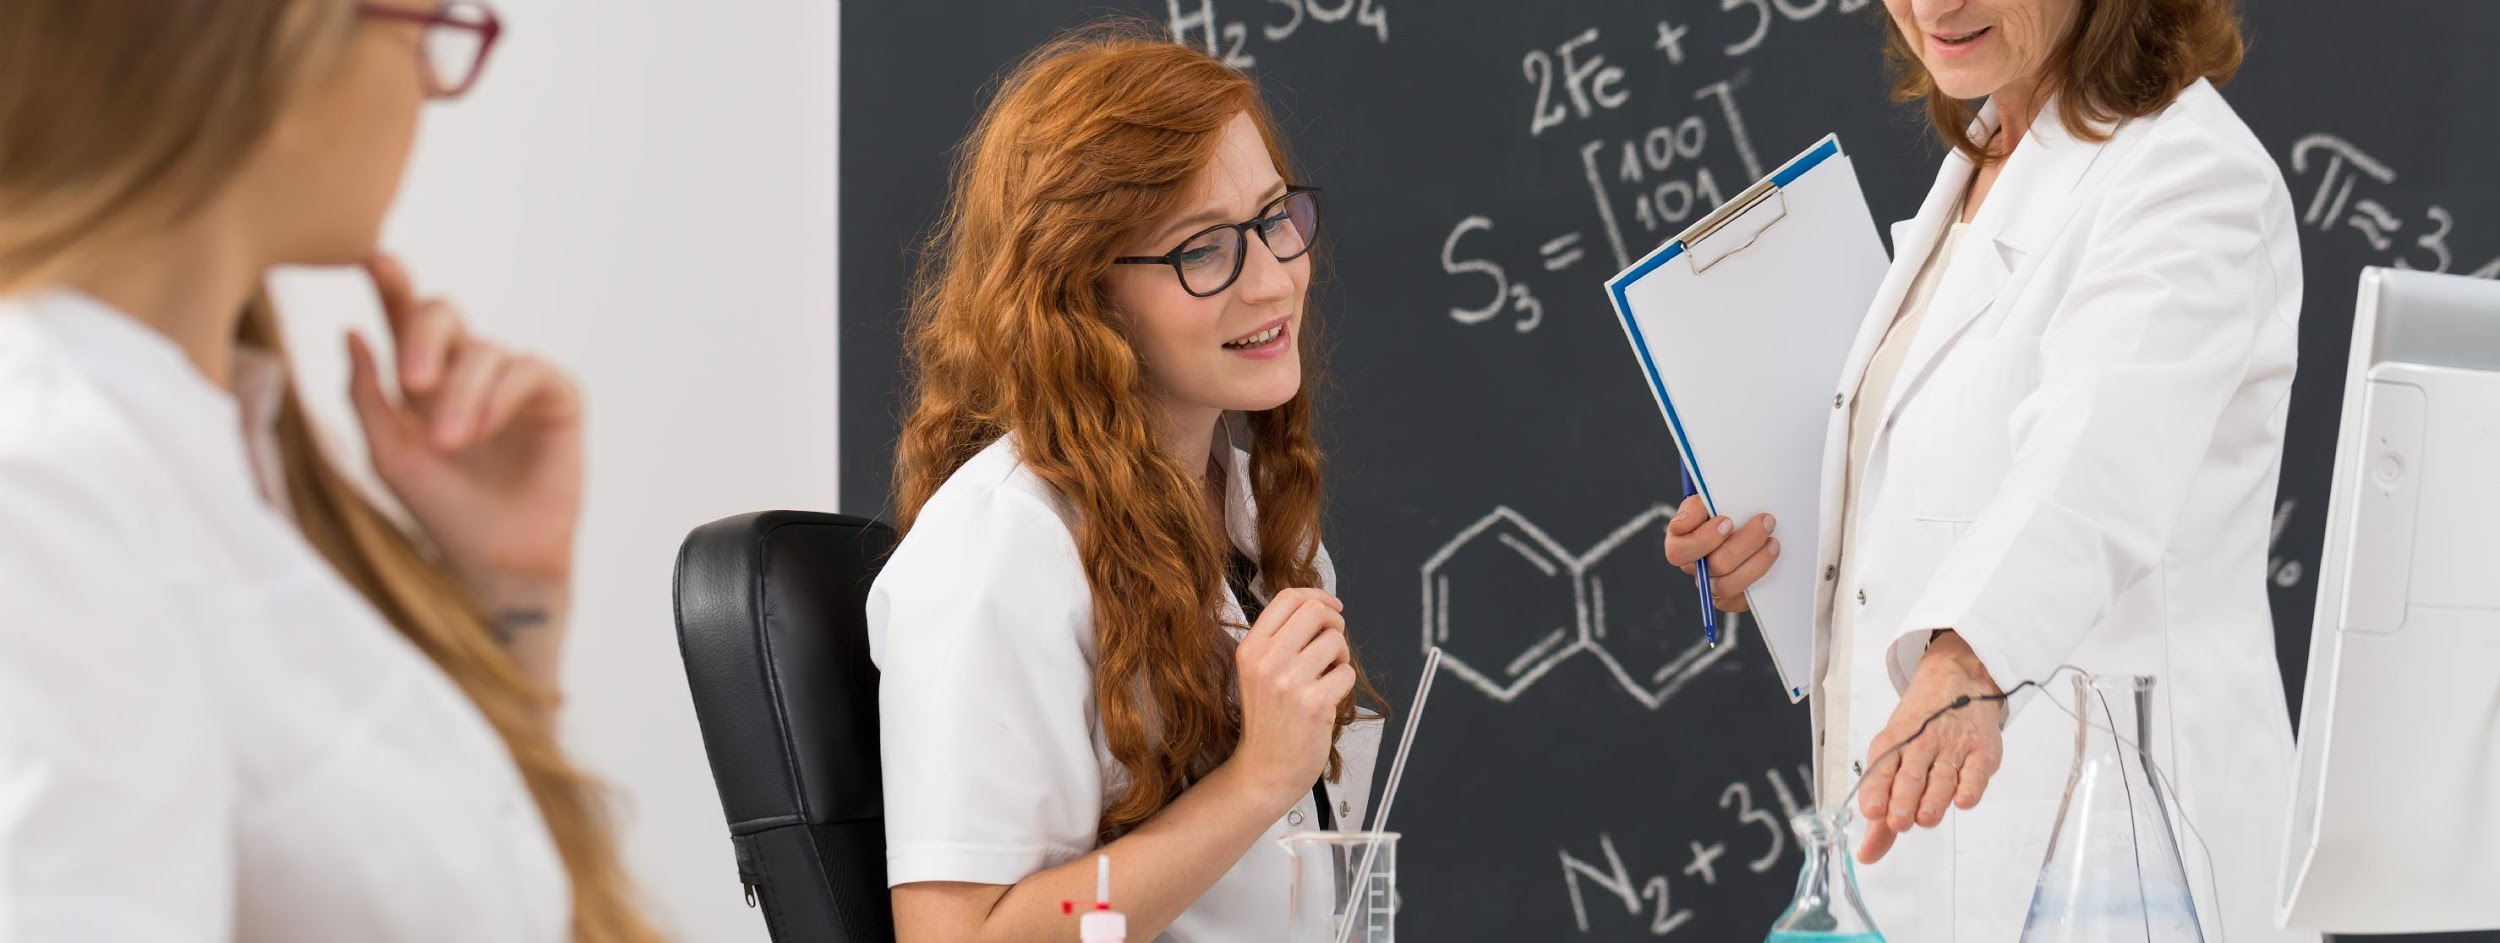 H₂SO₄
2Fe + 3
[100
101]
S₃ =
π ≈ 3
%
N₂ + 3H